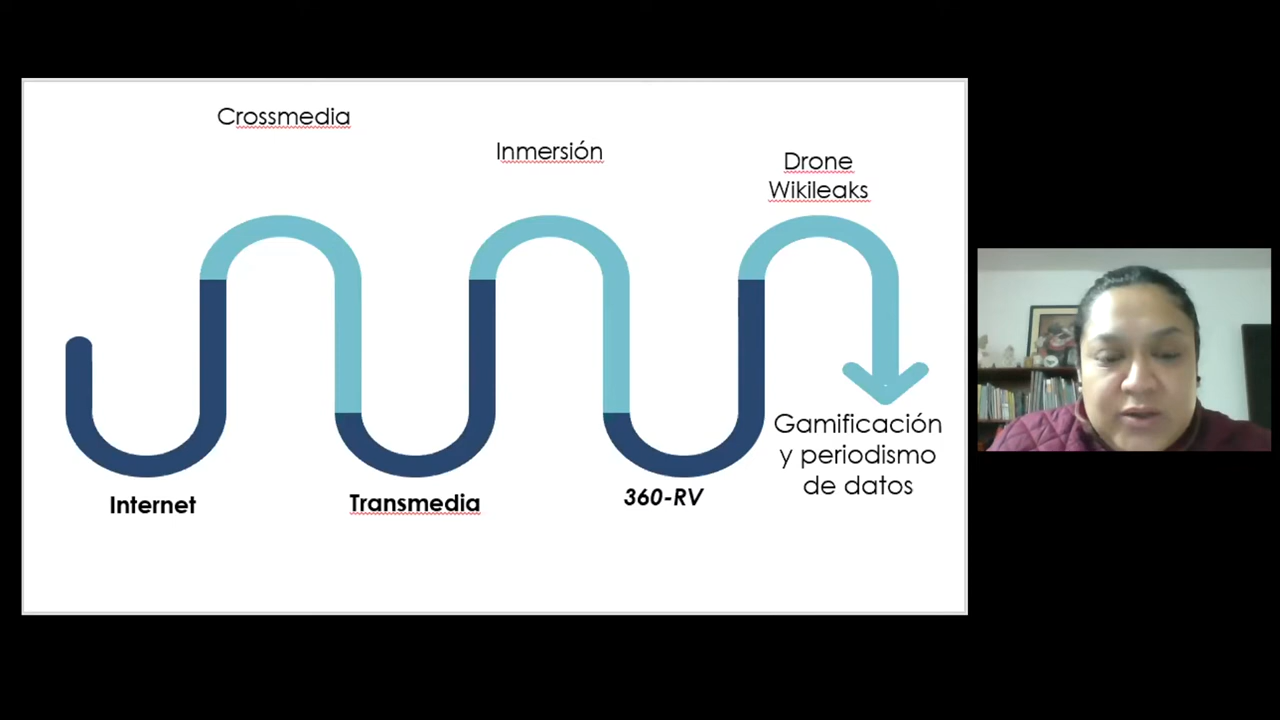 Crossmedia
Inmersión
Drone
Wikileaks
Gamificación
y periodismo
de datos
Internet
Transmedia
360-RV